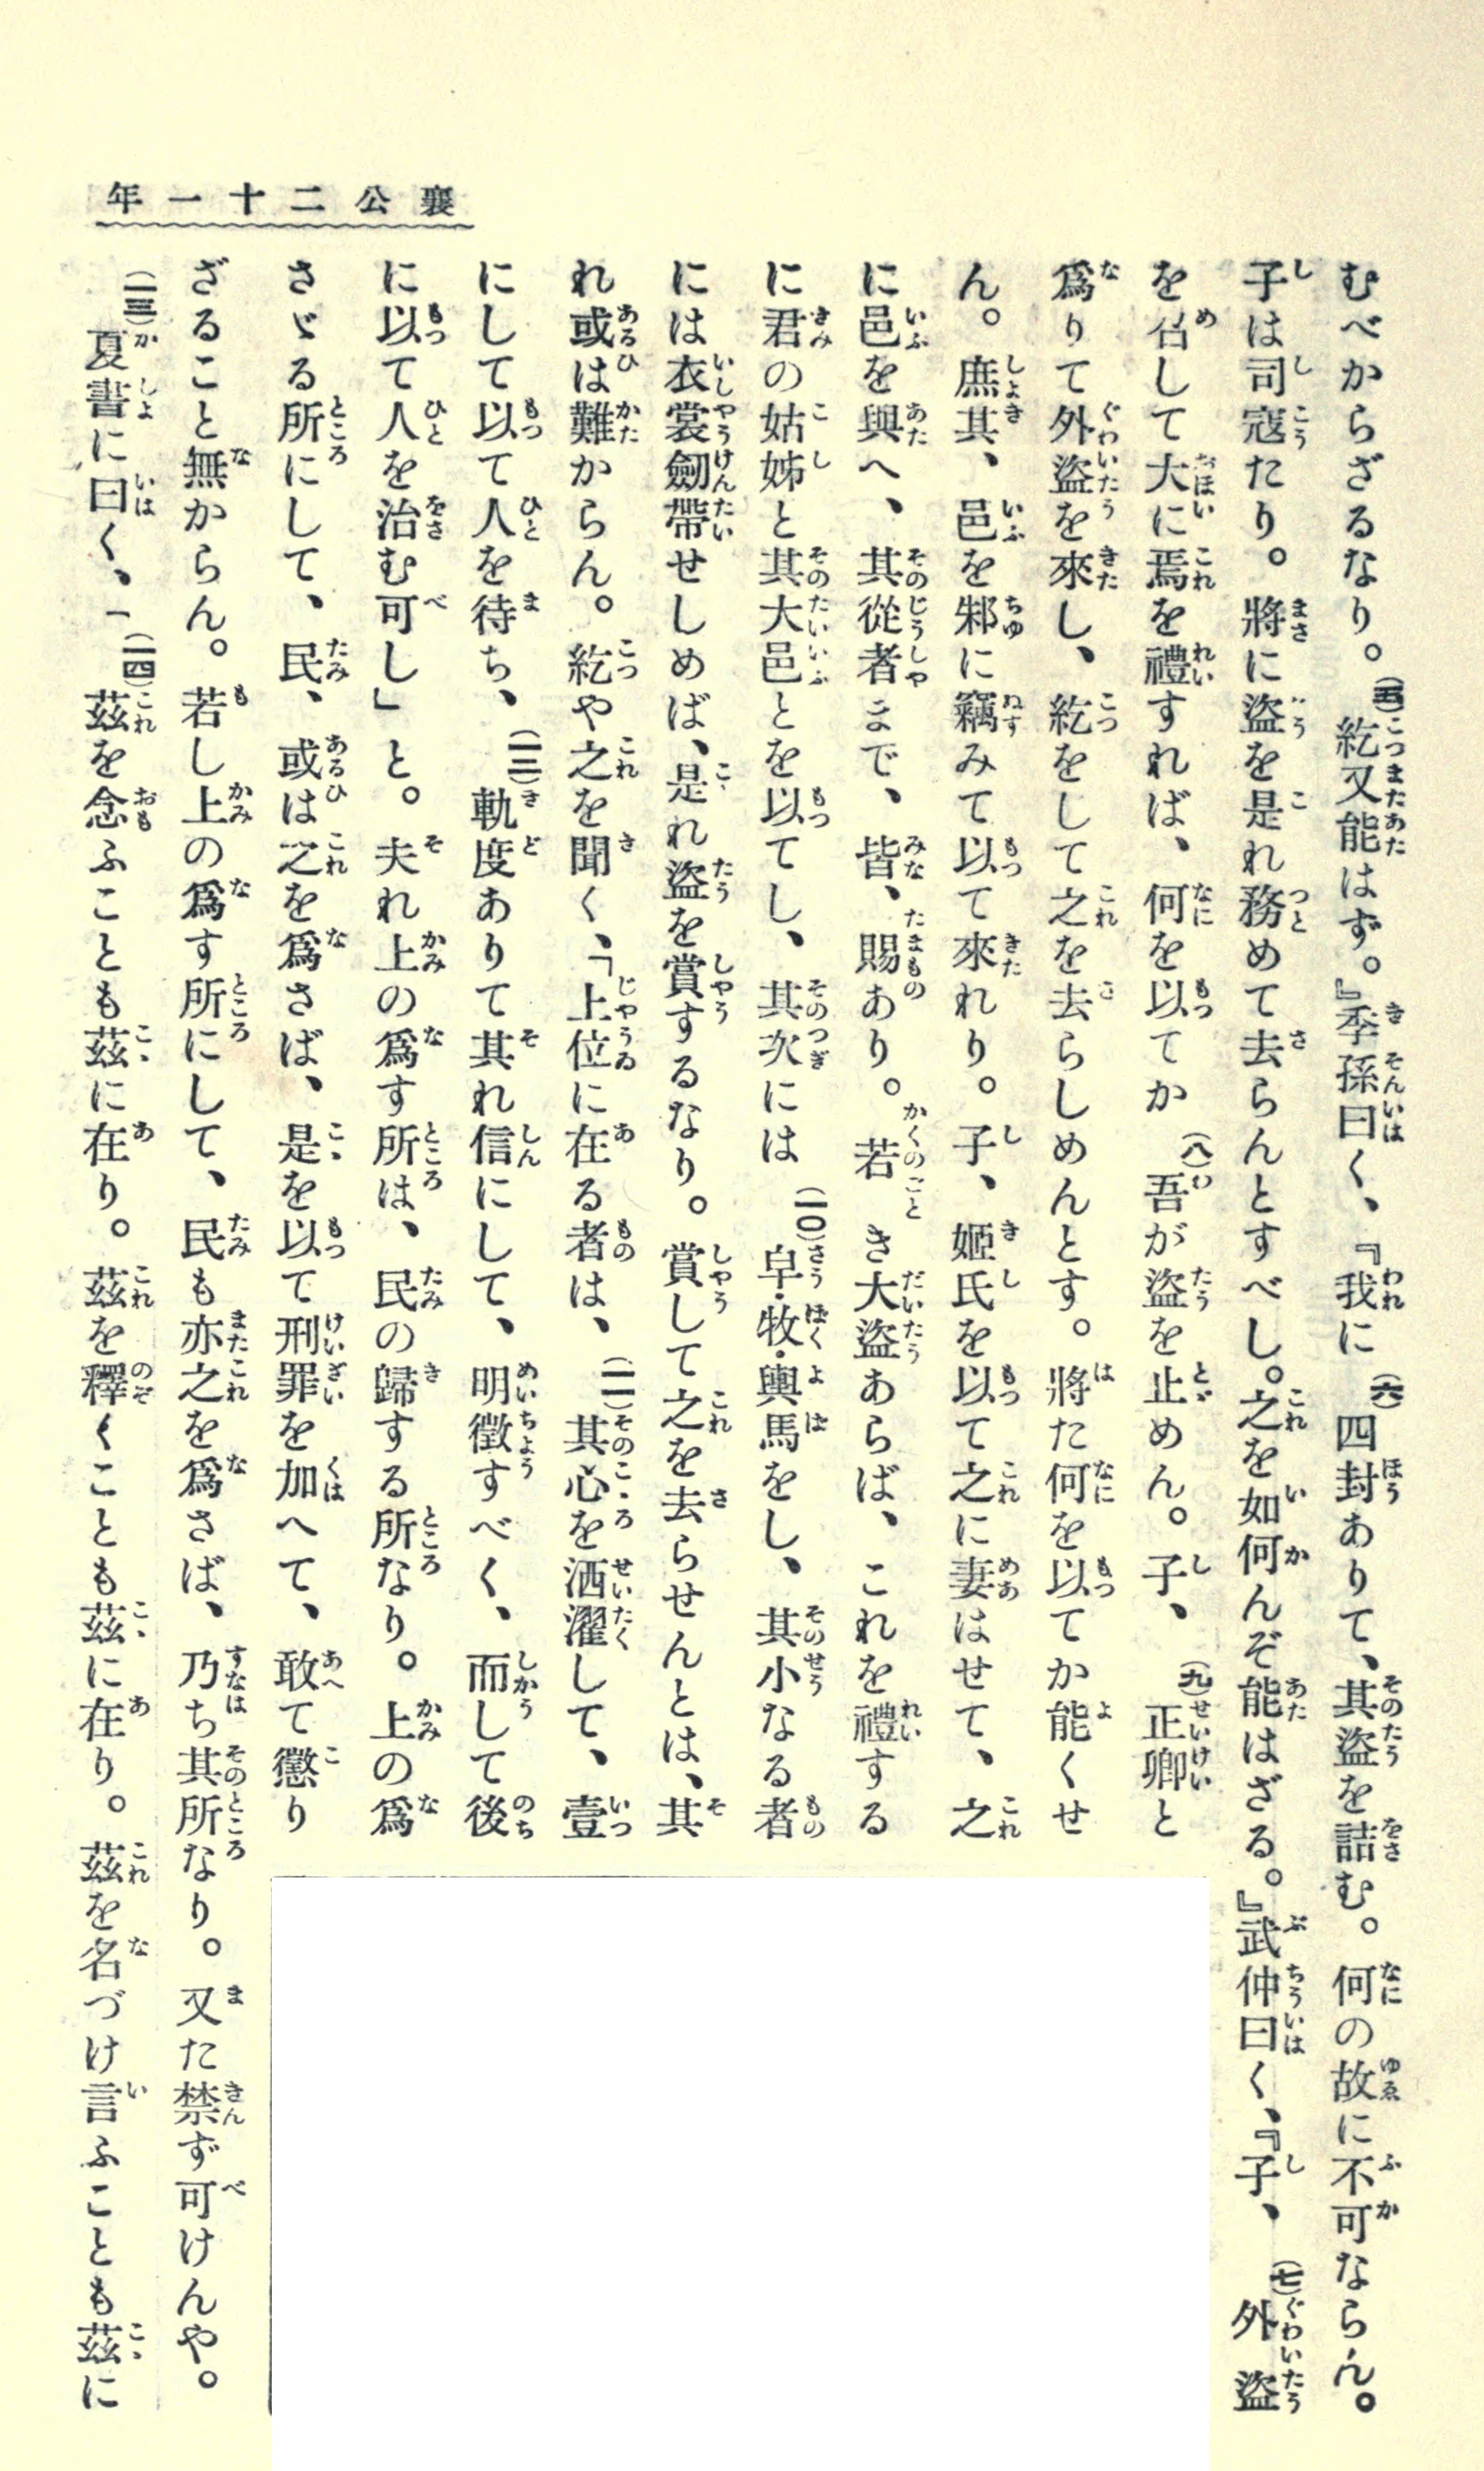 襄公二十一年
むべからざるなり。(五)紇又能はず。』季孫曰く、『我に(六)四封ありて、其盜を詰む。何の故に不可ならん。
子は司寇たり。將に盜を是れ務めて去らんとすべし。之を如何んぞ能はざる。』武仲曰く、『子、(七)外盜
を召して大に焉を禮すれば、何を以てか(八)吾が盜を止めん。子、(九)正卿と
爲りて外盜を來し、紇をして之を去らしめんとす。將た何を以てか能くせ
ん。庶其、邑を邾に竊みて以て來れり。子、姬氏を以て之に妻はせて、之
に邑を與へ、其從者まで、皆、賜あり。若き大盜あらば、これを禮する
に君の姑姊と其大邑とを以てし、其次には(一〇)皁・牧・輿馬をし、其小なる者
には衣裳劒帶せしめば、是れ盜を賞するなり。賞して之を去らせんとは、其
れ或は難からん。紇や之を聞く、「上位に在る者は、(一一)其心を洒濯して、壹
にして以て人を待ち、(一二)軌度ありて其れ信にして、明徵すべく、而して後
に以て人を治む可し」と。夫れ上の爲す所は、民の歸する所なり。上の爲
さゞる所にして、民、或は之を爲さば、是を以て刑罪を加へて、敢て懲り
ざること無からん。若し上の爲す所にして、民も亦之を爲さば、乃ち其所なり。又た禁ず可けんや。
(一三)夏書に曰く、「(一四)茲を念ふことも茲に在り。茲を釋くことも茲に在り。茲を名づけ言ふことも茲に